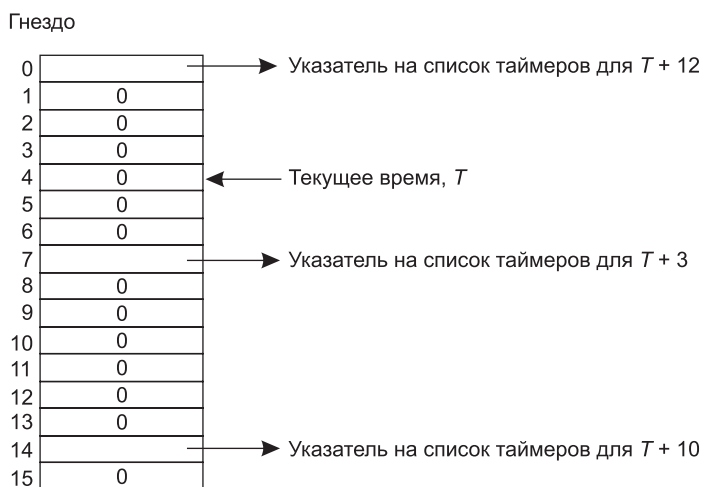 Гнездо
0 Указатель на список таймеров для T + 12
1 0
2 0
3 0
4 0 Текущее время, T
5 0
6 0
7 Указатель на список таймеров для T + 3
8 0
9 0
10 0
11 0
12 0
13 0
14 Указатель на список таймеров для T + 10
15 0